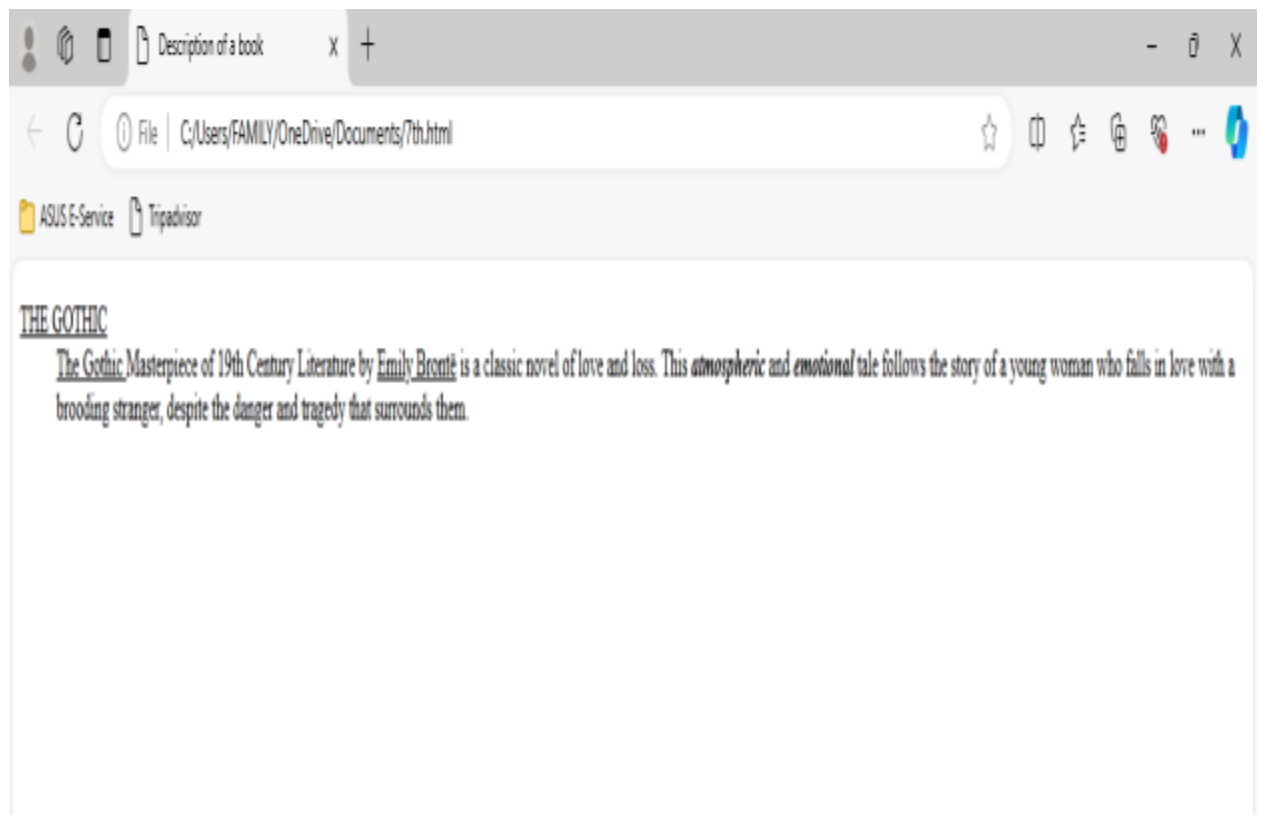 Description of a book
File | C:/Users/FAMILY/OneDrive/Documents/7th.html
ASUS E-Service Tripadvisor
THE GOTHIC
The Gothic Masterpiece of 19th Century Literature by Emily Brontë is a classic novel of love and loss. This atmospheric and emotional tale follows the story of a young woman who falls in love with a
brooding stranger, despite the danger and tragedy that surrounds them.